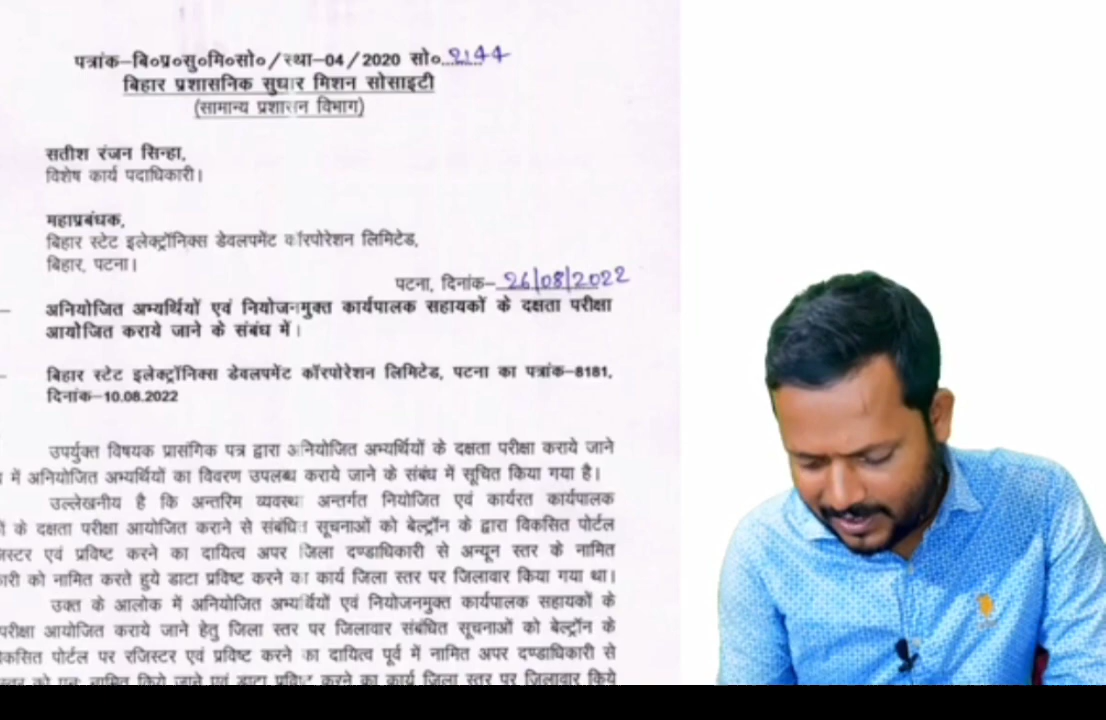 पत्रांक–बि०प्र०सु०मि०सो०/स्था–04/2020 सो०.....2144
बिहार प्रशासनिक सुधार मिशन सोसाइटी
(सामान्य प्रशासन विभाग)
सतीश रंजन सिन्हा,
विशेष कार्य पदाधिकारी।
महाप्रबंधक,
बिहार स्टेट इलेक्ट्रॉनिक्स डेवलपमेंट कॉरपोरेशन लिमिटेड,
बिहार, पटना।
पटना, दिनांक– 26/08/2022
अनियोजित अभ्यर्थियों एवं नियोजनमुक्त कार्यपालक सहायकों के दक्षता परीक्षा
आयोजित कराये जाने के संबंध में।
बिहार स्टेट इलेक्ट्रॉनिक्स डेवलपमेंट कॉरपोरेशन लिमिटेड, पटना का पत्रांक–8181,
दिनांक–10.08.2022
उपर्युक्त विषयक प्रासंगिक पत्र द्वारा अनियोजित अभ्यर्थियों के दक्षता परीक्षा कराये जाने
में अनियोजित अभ्यर्थियों का विवरण उपलब्ध कराये जाने के संबंध में सूचित किया गया है।
उल्लेखनीय है कि अन्तरिम व्यवस्था अन्तर्गत नियोजित एवं कार्यरत कार्यपालक
के दक्षता परीक्षा आयोजित कराने से संबंधित सूचनाओं को बेल्ट्रॉन के द्वारा विकसित पोर्टल
एवं प्रविष्ट करने का दायित्व अपर जिला दण्डाधिकारी से अन्यून स्तर के नामित
को नामित करते हुये डाटा प्रविष्ट करने का कार्य जिला स्तर पर जिलावार किया गया था।
उक्त के आलोक में अनियोजित अभ्यर्थियों एवं नियोजनमुक्त कार्यपालक सहायकों के
परीक्षा आयोजित कराये जाने हेतु जिला स्तर पर जिलावार संबंधित सूचनाओं को बेल्ट्रॉन के
पोर्टल पर रजिस्टर एवं प्रविष्ट करने का दायित्व पूर्व में नामित अपर दण्डाधिकारी से
को पुनः नामित किये जाने एवं डाटा प्रविष्ट करने का कार्य जिला स्तर पर जिलावार किये